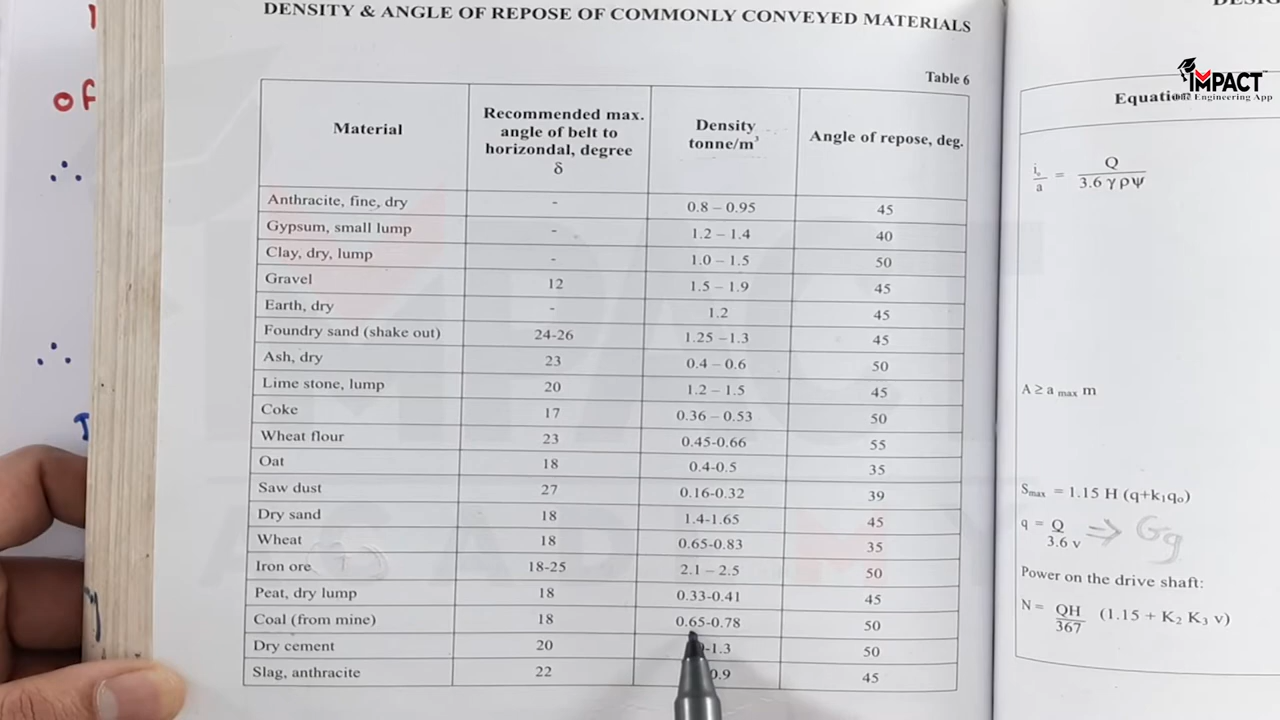 DENSITY & ANGLE OF REPOSE OF COMMONLY CONVEYED MATERIALS
Table 6
Material | Recommended max. angle of belt to horizondal, degree δ | Density tonne/m³ | Angle of repose, deg.
Anthracite, fine, dry | - | 0.8 – 0.95 | 45
Gypsum, small lump | - | 1.2 – 1.4 | 40
Clay, dry, lump | - | 1.0 – 1.5 | 50
Gravel | 12 | 1.5 – 1.9 | 45
Earth, dry | - | 1.2 | 45
Foundry sand (shake out) | 24-26 | 1.25 – 1.3 | 45
Ash, dry | 23 | 0.4 – 0.6 | 50
Lime stone, lump | 20 | 1.2 – 1.5 | 45
Coke | 17 | 0.36 – 0.53 | 50
Wheat flour | 23 | 0.45-0.66 | 55
Oat | 18 | 0.4-0.5 | 35
Saw dust | 27 | 0.16-0.32 | 39
Dry sand | 18 | 1.4-1.65 | 45
Wheat | 18 | 0.65-0.83 | 35
Iron ore | 18-25 | 2.1 – 2.5 | 50
Peat, dry lump | 18 | 0.33-0.41 | 45
Coal (from mine) | 18 | 0.65-0.78 | 50
Dry cement | 20 | -1.3 | 50
Slag, anthracite | 22 | 0.9 | 45
IMPACT
Engineering App
i_c/a = Q / 3.6 γ ρ ψ
A ≥ a max m
Smax = 1.15 H (q+k₁q₀)
q = Q / 3.6 v ⇒ Gg
Power on the drive shaft:
N = QH / 367 (1.15 + K₂ K₃ v)
of
∴
∴
IMPACT
ACADEMY